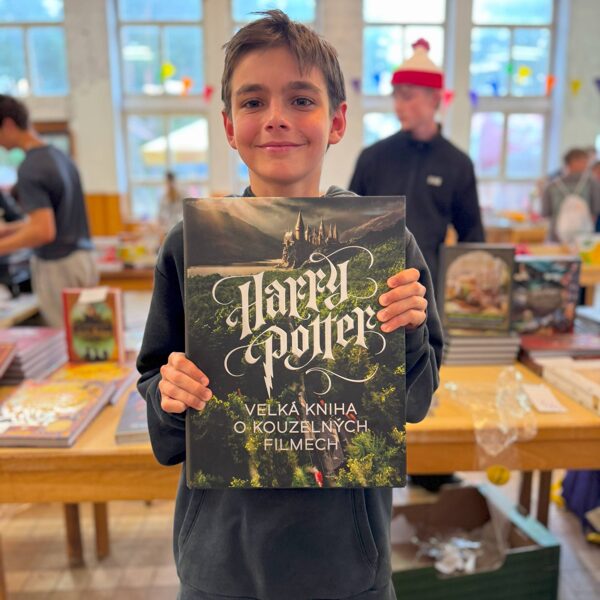 Harry
Potter
VELKÁ KNIHA
O KOUZELNÝCH
FILMECH